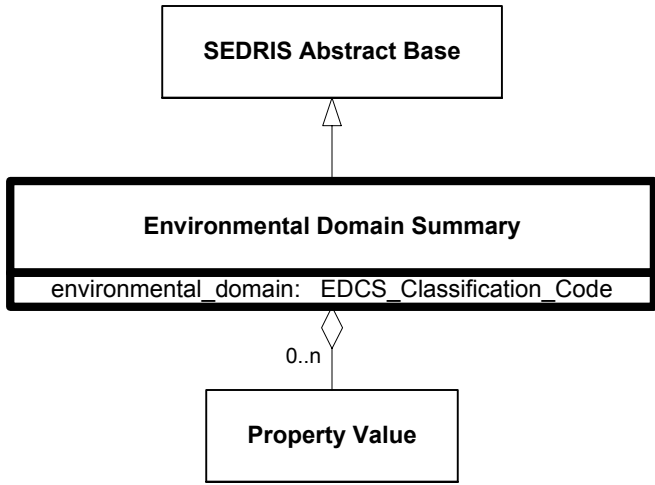 SEDRIS Abstract Base
Environmental Domain Summary
environmental_domain: EDCS_Classification_Code
0..n
Property Value